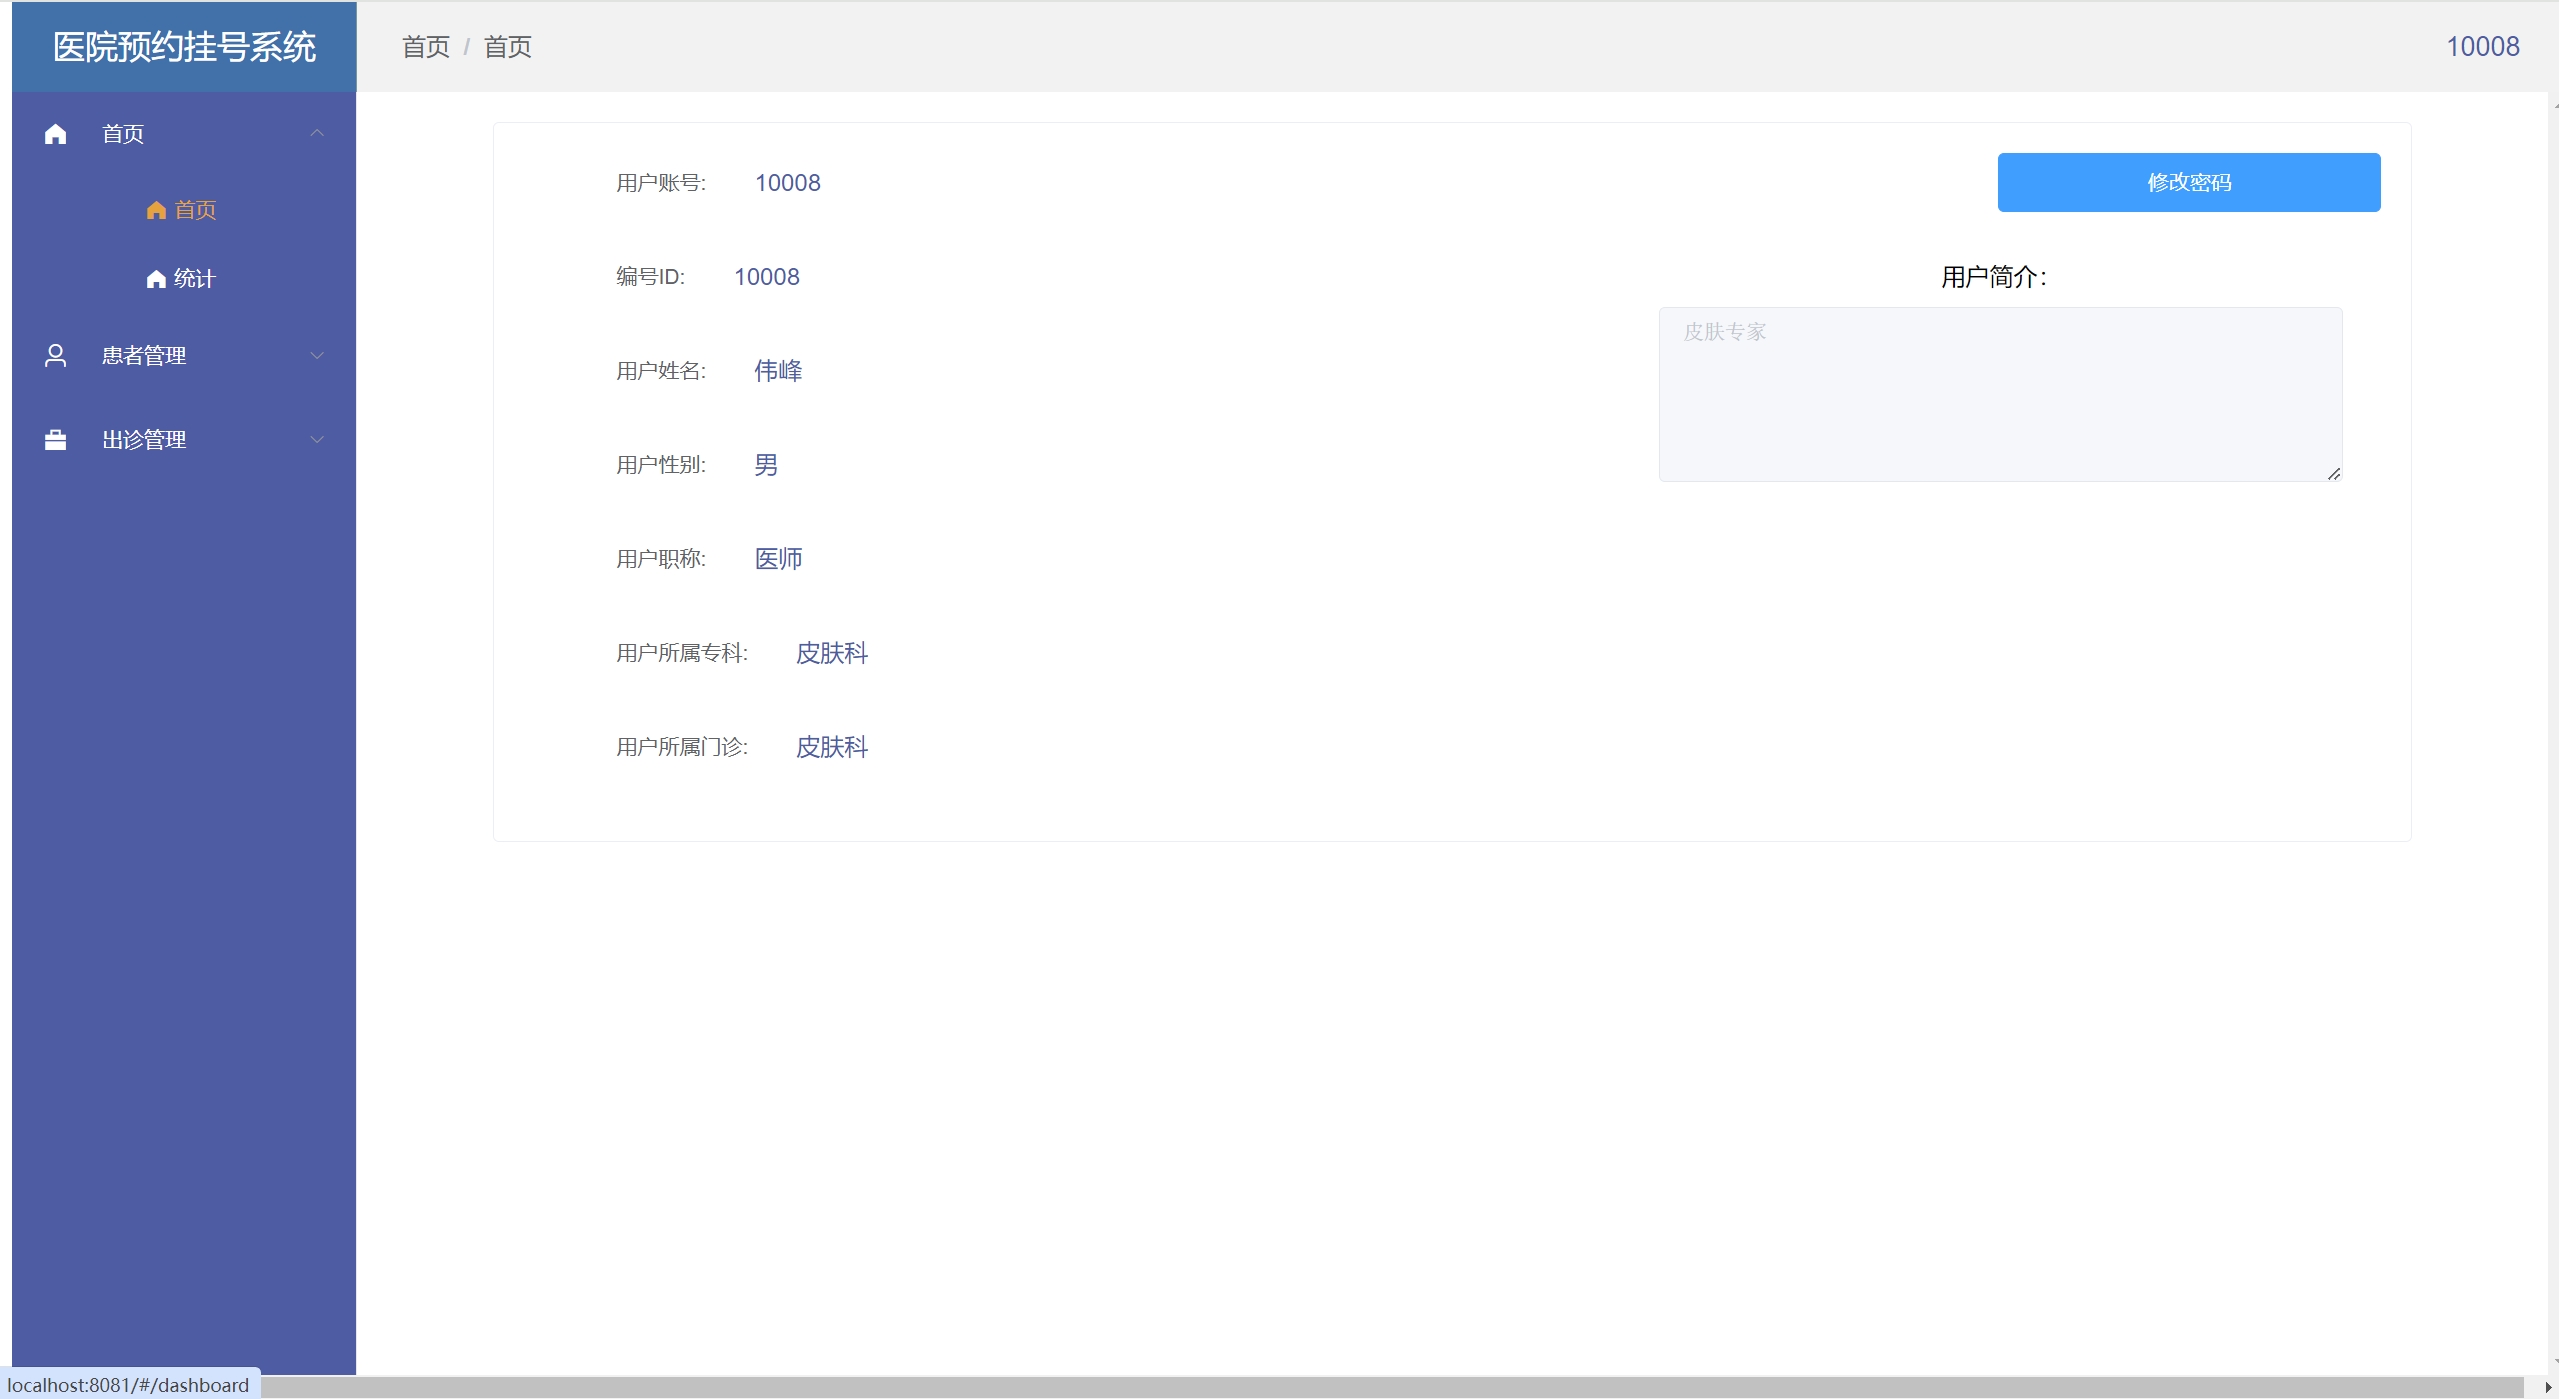 医院预约挂号系统
首页 / 首页
10008
首页
首页
统计
患者管理
出诊管理
用户账号: 10008
修改密码
编号ID: 10008
用户简介：
皮肤专家
用户姓名: 伟峰
用户性别: 男
用户职称: 医师
用户所属专科: 皮肤科
用户所属门诊: 皮肤科
localhost:8081/#/dashboard